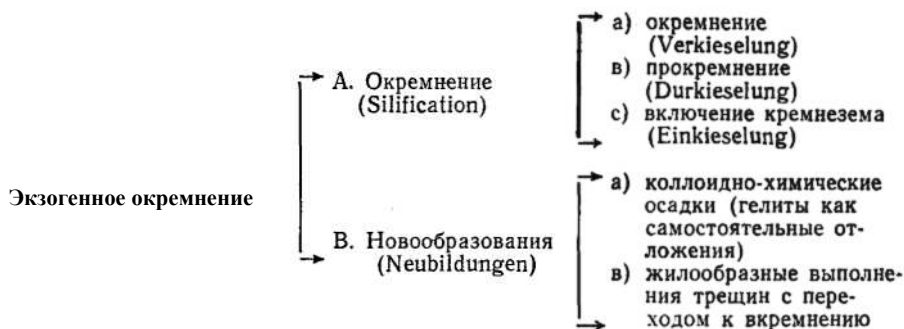 Экзогенное окремнение
А. Окремнение
(Silification)
а) окремнение
(Verkieselung)
в) прокремнение
(Durkieselung)
с) включение кремнезема
(Einkieselung)
В. Новообразования
(Neubildungen)
а) коллоидно-химические
осадки (гелиты как
самостоятельные от-
ложения)
в) жилообразные выполне-
ния трещин с пере-
ходом к вкремнению